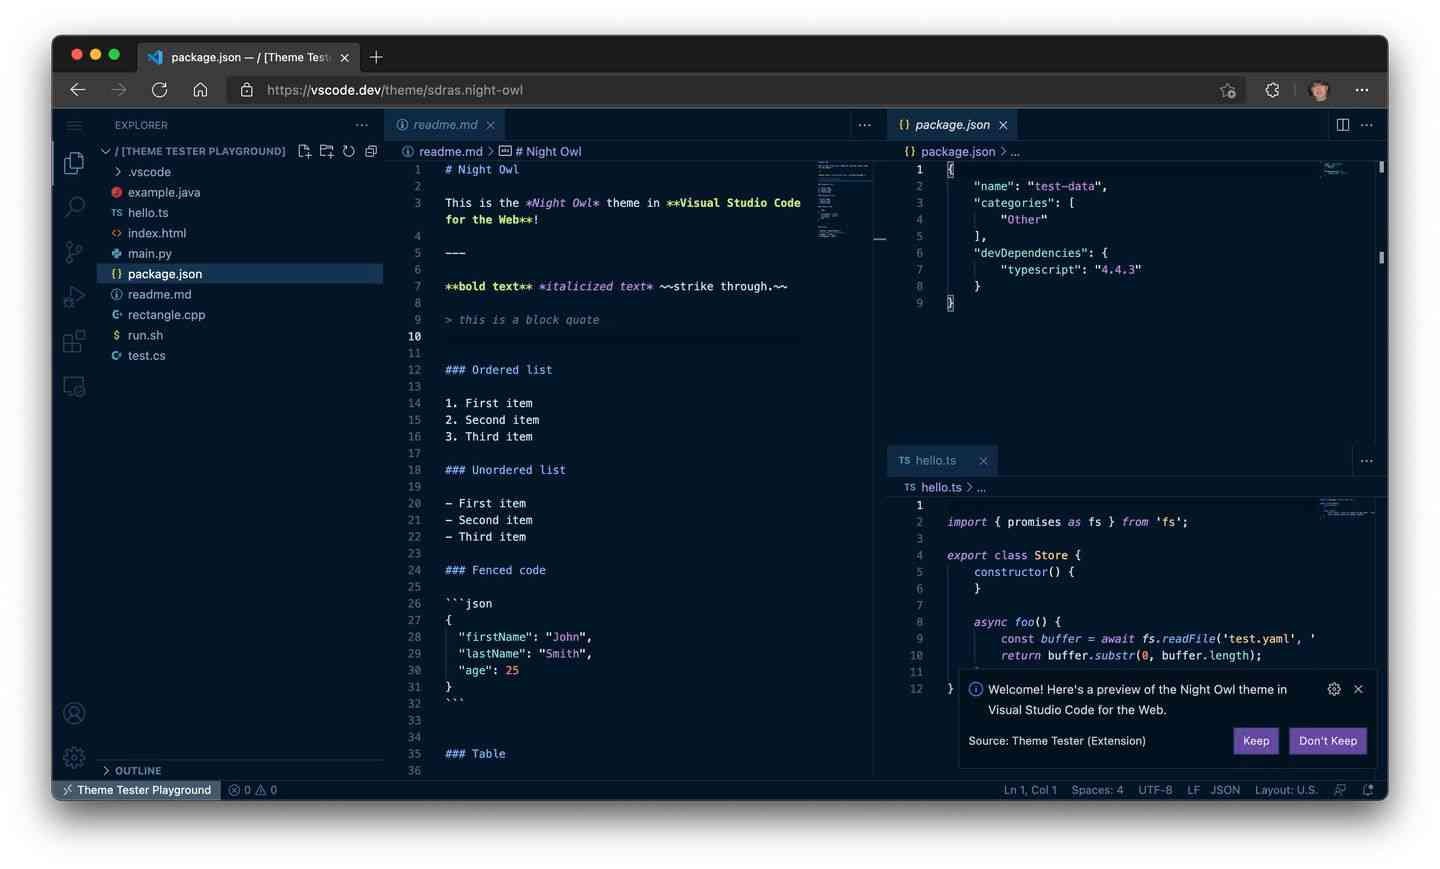 package.json — / [Theme Test
https://vscode.dev/theme/sdras.night-owl
EXPLORER
/ [THEME TESTER PLAYGROUND]
.vscode
example.java
TS hello.ts
index.html
main.py
{} package.json
readme.md
rectangle.cpp
$ run.sh
test.cs
OUTLINE
readme.md
readme.md > # Night Owl
1 # Night Owl
2
3 This is the *Night Owl* theme in **Visual Studio Code
for the Web**!
4
5 ---
6
7 **bold text** *italicized text* ~~strike through.~~
8
9 > this is a block quote
10
11
12 ### Ordered list
13
14 1. First item
15 2. Second item
16 3. Third item
17
18 ### Unordered list
19
20 - First item
21 - Second item
22 - Third item
23
24 ### Fenced code
25
26 ```json
27 {
28 "firstName": "John",
29 "lastName": "Smith",
30 "age": 25
31 }
32 ```
33
34
35 ### Table
36
{} package.json
{} package.json > ...
1 {
2 "name": "test-data",
3 "categories": [
4 "Other"
5 ],
6 "devDependencies": {
7 "typescript": "4.4.3"
8 }
9 }
TS hello.ts
TS hello.ts > ...
1
2 import { promises as fs } from 'fs';
3
4 export class Store {
5 constructor() {
6 }
7
8 async foo() {
9 const buffer = await fs.readFile('test.yaml', '
10 return buffer.substr(0, buffer.length);
11
12 }
Welcome! Here's a preview of the Night Owl theme in
Visual Studio Code for the Web.
Source: Theme Tester (Extension)
Keep
Don't Keep
Theme Tester Playground
0 0
Ln 1, Col 1
Spaces: 4
UTF-8
LF
JSON
Layout: U.S.